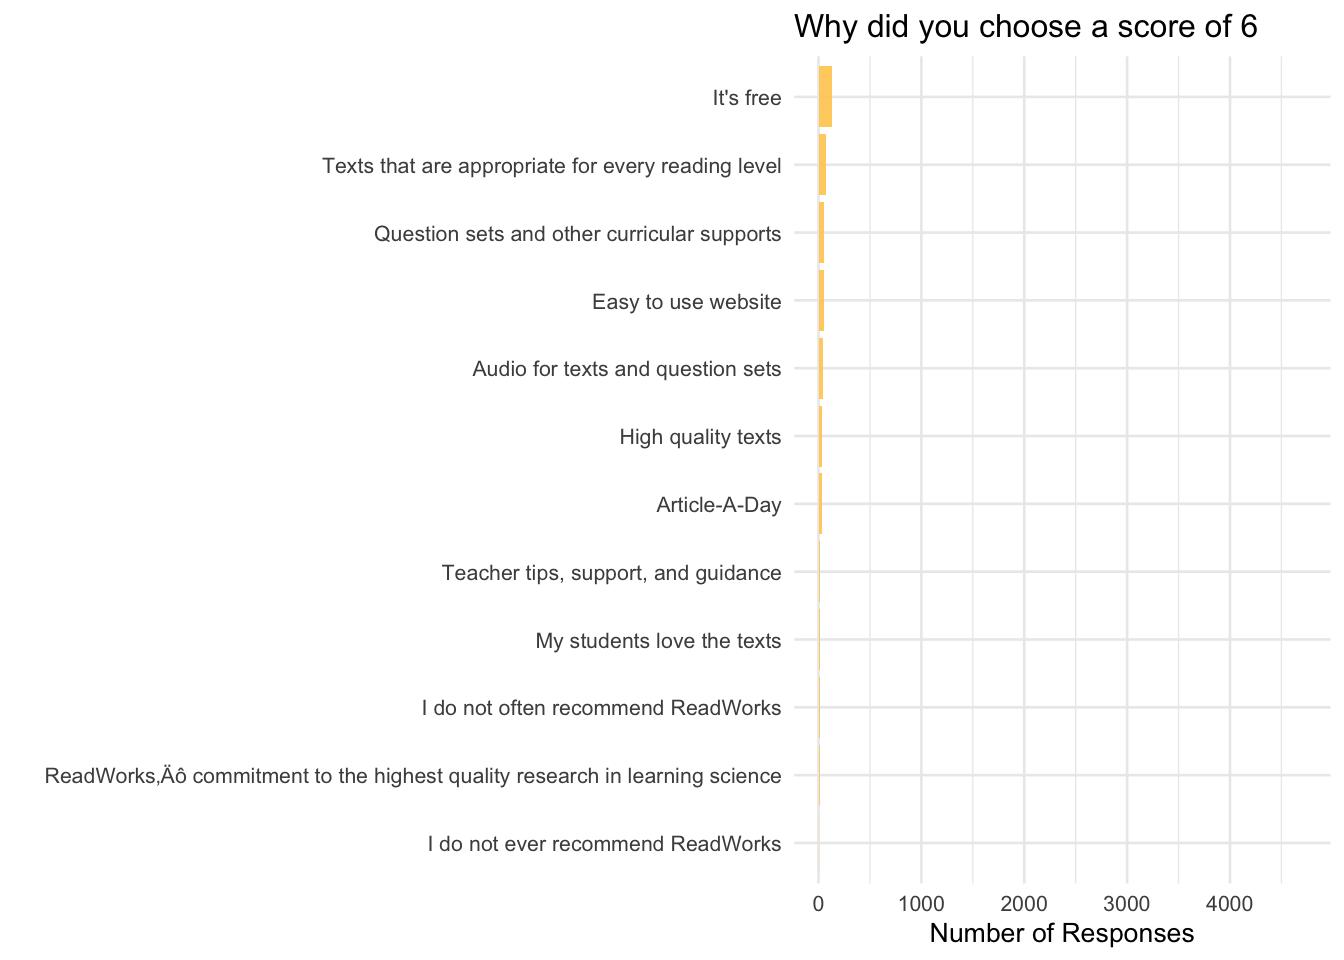 Why did you choose a score of 6
It's free
Texts that are appropriate for every reading level
Question sets and other curricular supports
Easy to use website
Audio for texts and question sets
High quality texts
Article-A-Day
Teacher tips, support, and guidance
My students love the texts
I do not often recommend ReadWorks
ReadWorks‚Äô commitment to the highest quality research in learning science
I do not ever recommend ReadWorks
0 1000 2000 3000 4000
Number of Responses